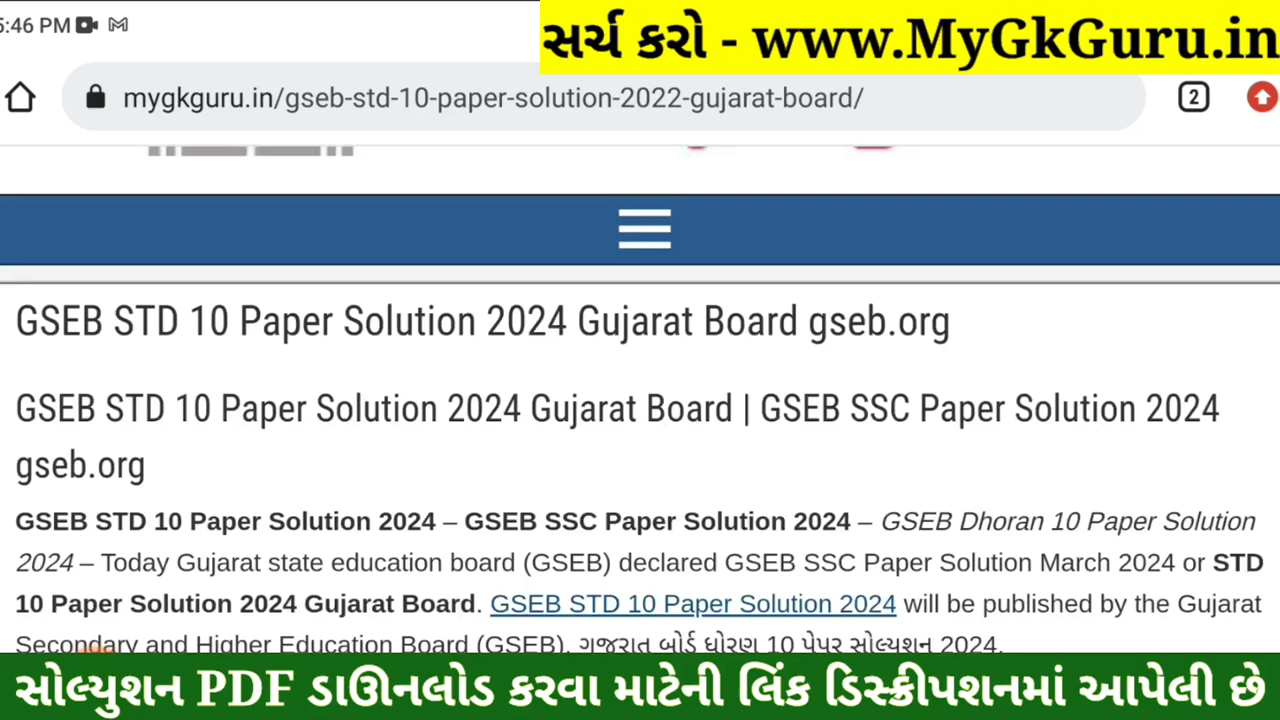 5:46 PM
સર્ચ કરો - www.MyGkGuru.in
mygkguru.in/gseb-std-10-paper-solution-2022-gujarat-board/
2
GSEB STD 10 Paper Solution 2024 Gujarat Board gseb.org
GSEB STD 10 Paper Solution 2024 Gujarat Board | GSEB SSC Paper Solution 2024
gseb.org
GSEB STD 10 Paper Solution 2024 – GSEB SSC Paper Solution 2024 – GSEB Dhoran 10 Paper Solution
2024 – Today Gujarat state education board (GSEB) declared GSEB SSC Paper Solution March 2024 or STD
10 Paper Solution 2024 Gujarat Board. GSEB STD 10 Paper Solution 2024 will be published by the Gujarat
Secondary and Higher Education Board (GSEB). ગુજરાત બોર્ડ ધોરણ 10 પેપર સોલ્યુશન 2024.
સોલ્યુશન PDF ડાઊનલોડ કરવા માટેની લિંક ડિસ્ક્રીપશનમાં આપેલી છે